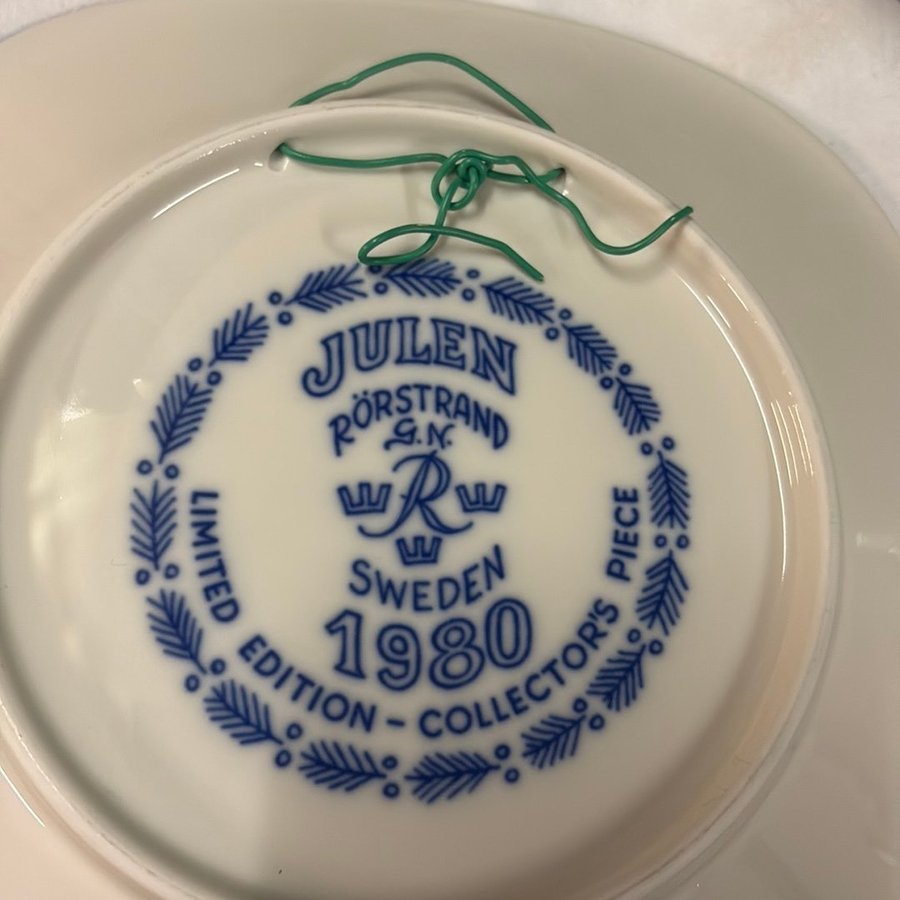 JULEN
RÖRSTRAND
G.N.
R
SWEDEN
1980
LIMITED EDITION - COLLECTOR'S PIECE